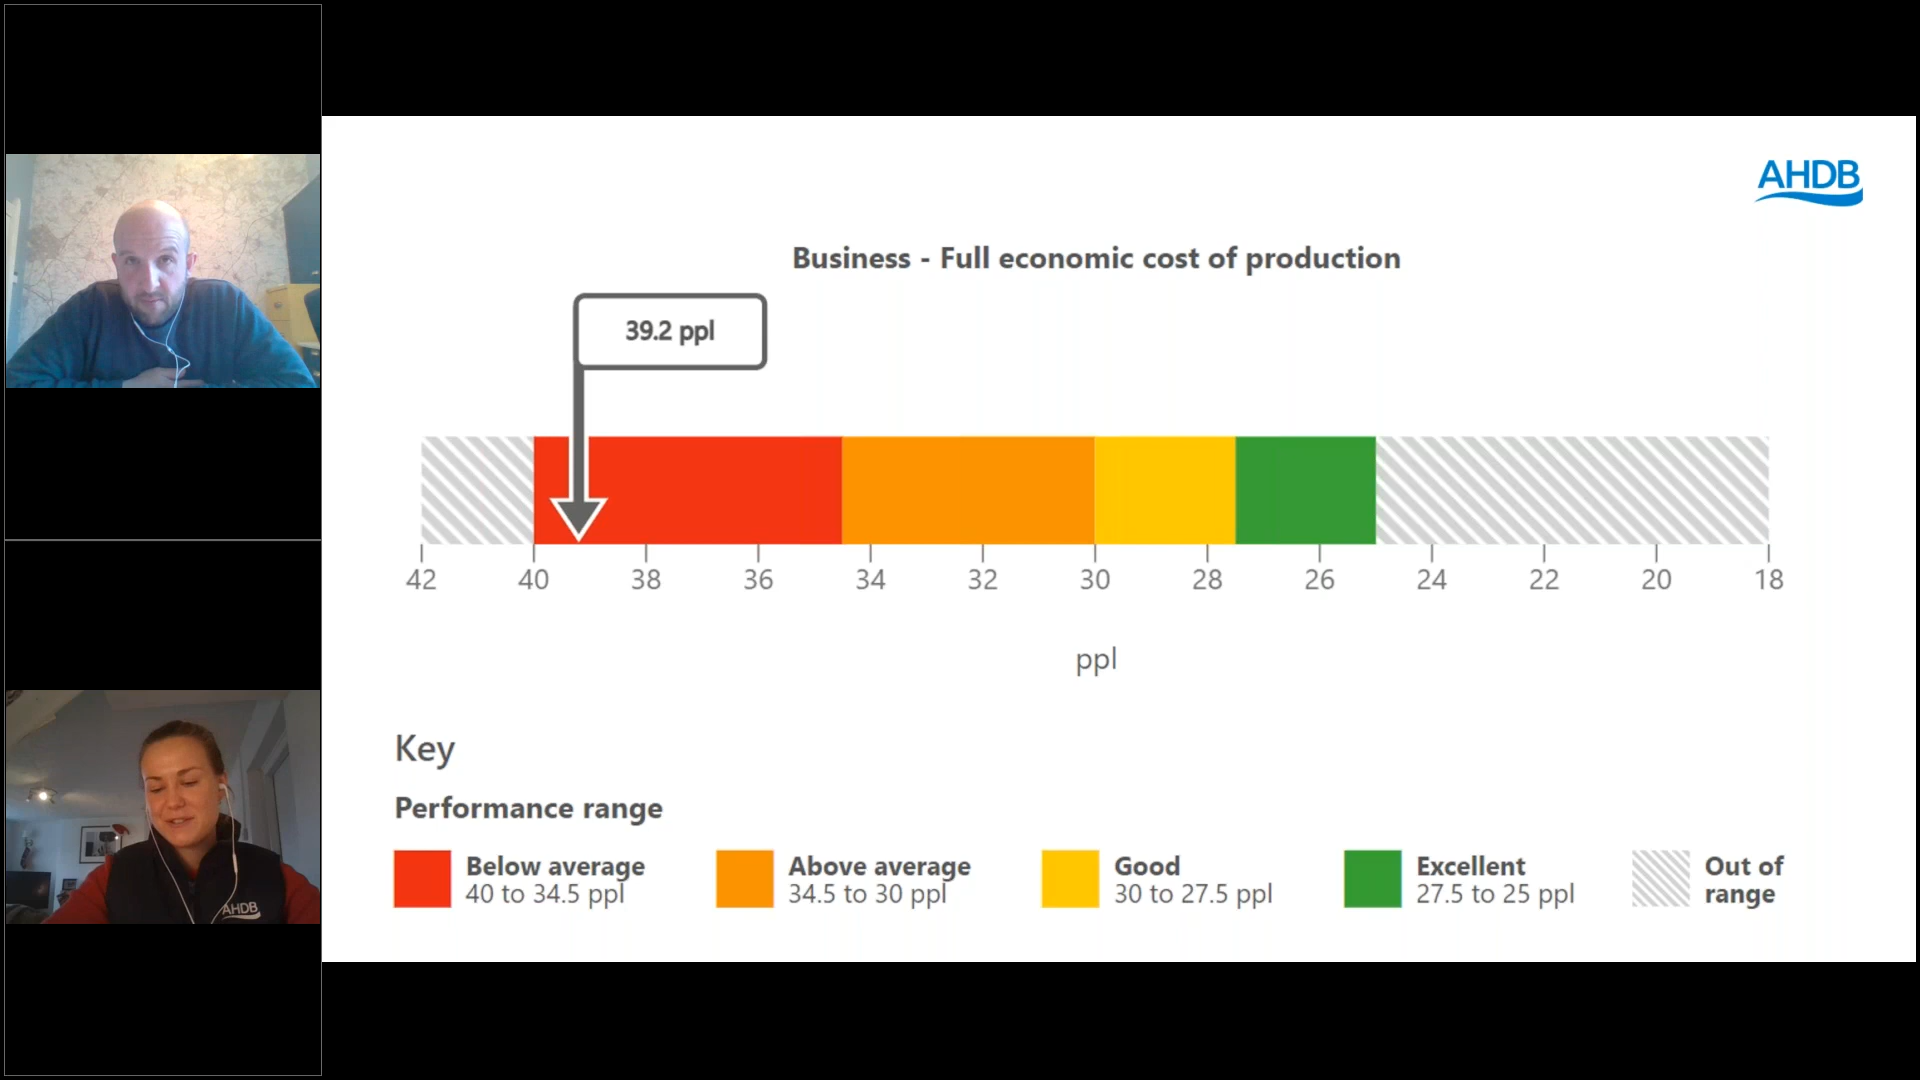 AHDB
Business - Full economic cost of production
39.2 ppl
42 40 38 36 34 32 30 28 26 24 22 20 18
ppl
Key
Performance range
Below average
40 to 34.5 ppl
Above average
34.5 to 30 ppl
Good
30 to 27.5 ppl
Excellent
27.5 to 25 ppl
Out of
range
AHDB